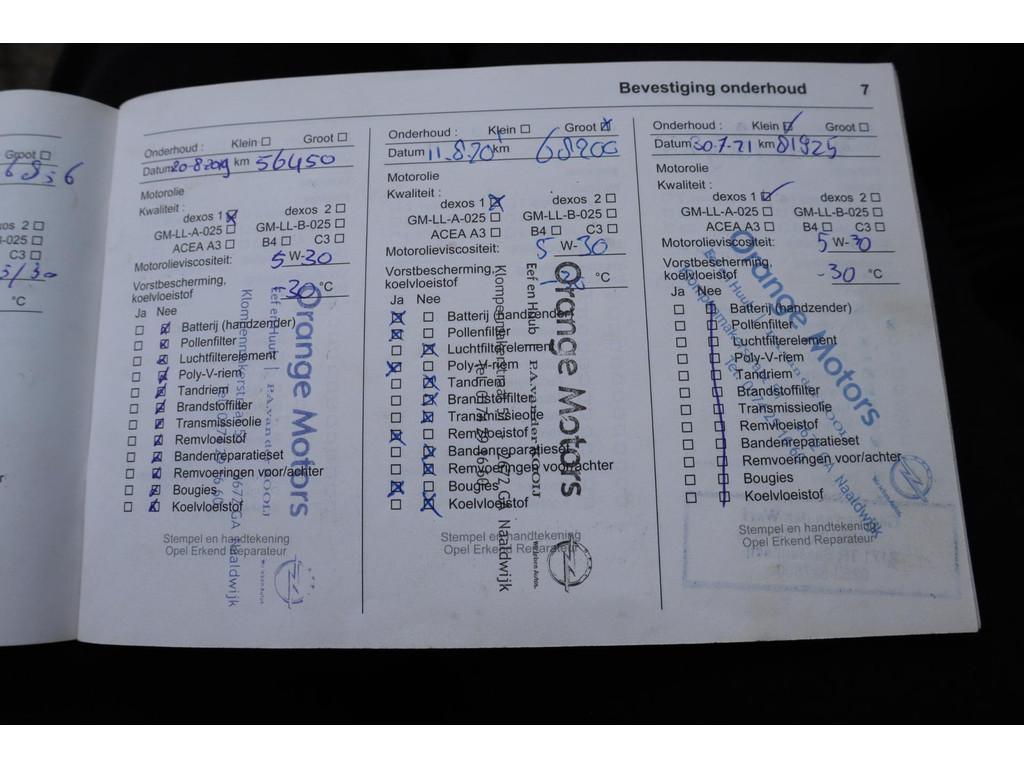 Bevestiging onderhoud 7
Groot ☐
C3 ☐
°C
Onderhoud : Klein ☐ Groot ☐
Datum 20-8-2019 km 56450
Motorolie
Kwaliteit :
dexos 1 ☒ dexos 2 ☐
GM-LL-A-025 ☐ GM-LL-B-025 ☐
ACEA A3 ☐ B4 ☐ C3 ☐
Motorolieviscositeit: 5 W-30
Vorstbescherming,
koelvloeistof -30 °C
Ja Nee
☐ ☒ Batterij (handzender)
☐ ☒ Pollenfilter
☐ ☒ Luchtfilterelement
☐ ☒ Poly-V-riem
☐ ☒ Tandriem
☐ ☒ Brandstoffilter
☐ ☒ Transmissieolie
☐ ☒ Remvloeistof
☐ ☒ Bandenreparatieset
☐ ☒ Remvoeringen voor/achter
☐ ☒ Bougies
☐ ☒ Koelvloeistof
Stempel en handtekening
Opel Erkend Reparateur
Orange Motors
Naaldwijk
Onderhoud : Klein ☐ Groot ☒
Datum 11.8.20 km 68200
Motorolie
Kwaliteit :
dexos 1 ☒ dexos 2 ☐
GM-LL-A-025 ☐ GM-LL-B-025 ☐
ACEA A3 ☐ B4 ☐ C3 ☐
Motorolieviscositeit: 5 W-30
Vorstbescherming,
koelvloeistof °C
Ja Nee
☒ ☐ Batterij (handzender)
☒ ☐ Pollenfilter
☐ ☒ Luchtfilterelement
☒ ☐ Poly-V-riem
☐ ☒ Tandriem
☐ ☒ Brandstoffilter
☐ ☒ Transmissieolie
☒ ☐ Remvloeistof
☐ ☒ Bandenreparatieset
☐ ☒ Remvoeringen voor/achter
☒ ☐ Bougies
☐ ☒ Koelvloeistof
Stempel en handtekening
Opel Erkend Reparateur
Orange Motors
Eef en Huub
P.A. van der KOOIJ
Naaldwijk
Onderhoud : Klein ☑ Groot ☐
Datum 30.7.21 km 81925
Motorolie
Kwaliteit :
dexos 1 ☑ dexos 2 ☐
GM-LL-A-025 ☐ GM-LL-B-025 ☐
ACEA A3 ☐ B4 ☐ C3 ☐
Motorolieviscositeit: 5 W-30
Vorstbescherming,
koelvloeistof -30 °C
Ja Nee
☐ ☐ Batterij (handzender)
☐ ☐ Pollenfilter
☐ ☐ Luchtfilterelement
☐ ☐ Poly-V-riem
☐ ☐ Tandriem
☐ ☐ Brandstoffilter
☐ ☐ Transmissieolie
☐ ☐ Remvloeistof
☐ ☐ Bandenreparatieset
☐ ☐ Remvoeringen voor/achter
☐ ☐ Bougies
☐ ☐ Koelvloeistof
Stempel en handtekening
Opel Erkend Reparateur
Orange Motors
Naaldwijk